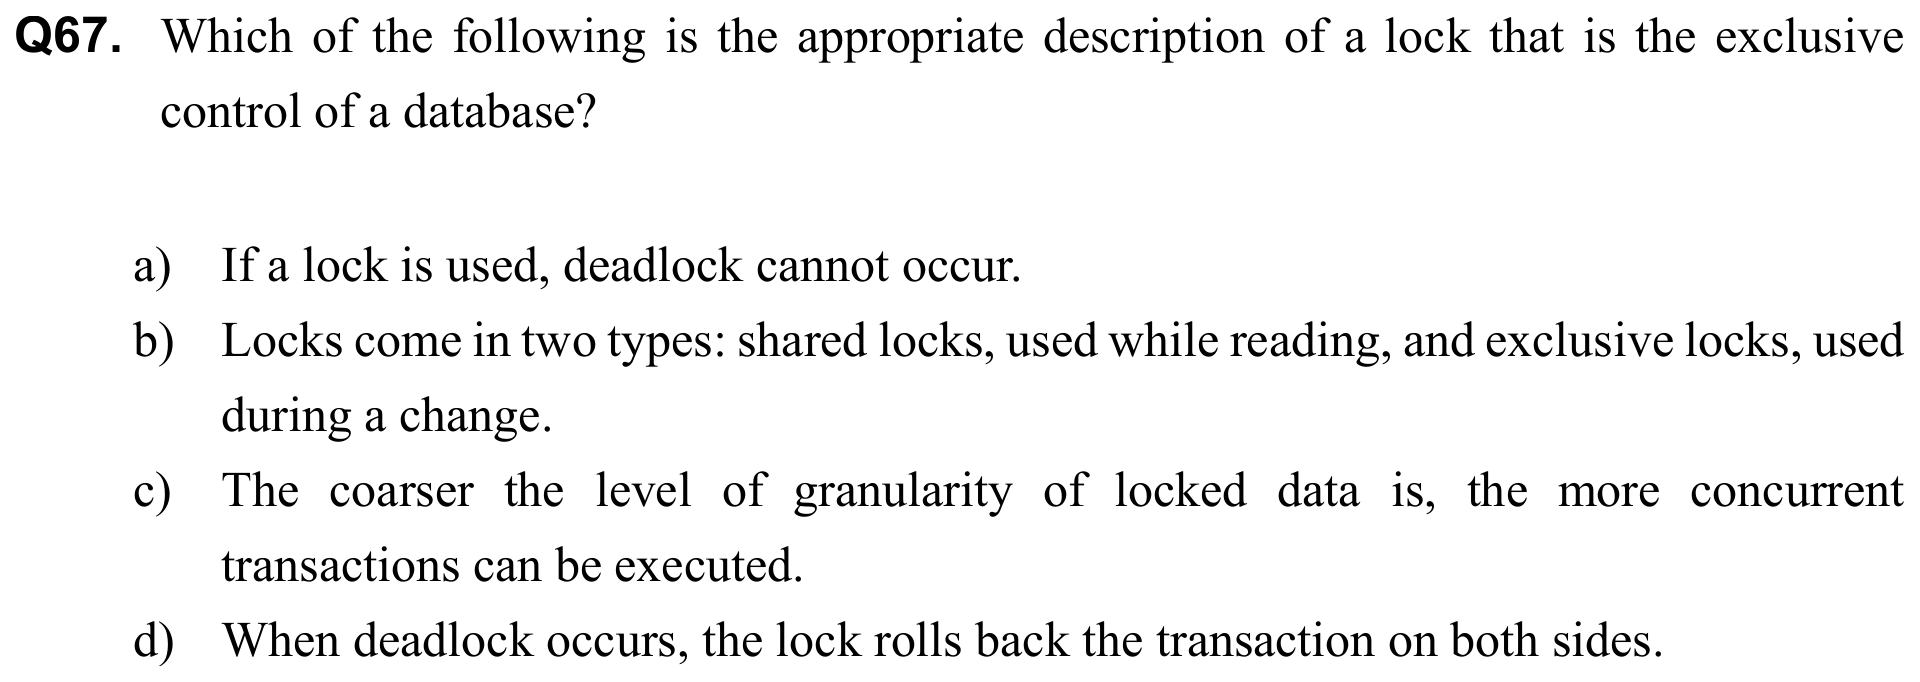 Q67. Which of the following is the appropriate description of a lock that is the exclusive
control of a database?
a) If a lock is used, deadlock cannot occur.
b) Locks come in two types: shared locks, used while reading, and exclusive locks, used
during a change.
c) The coarser the level of granularity of locked data is, the more concurrent
transactions can be executed.
d) When deadlock occurs, the lock rolls back the transaction on both sides.